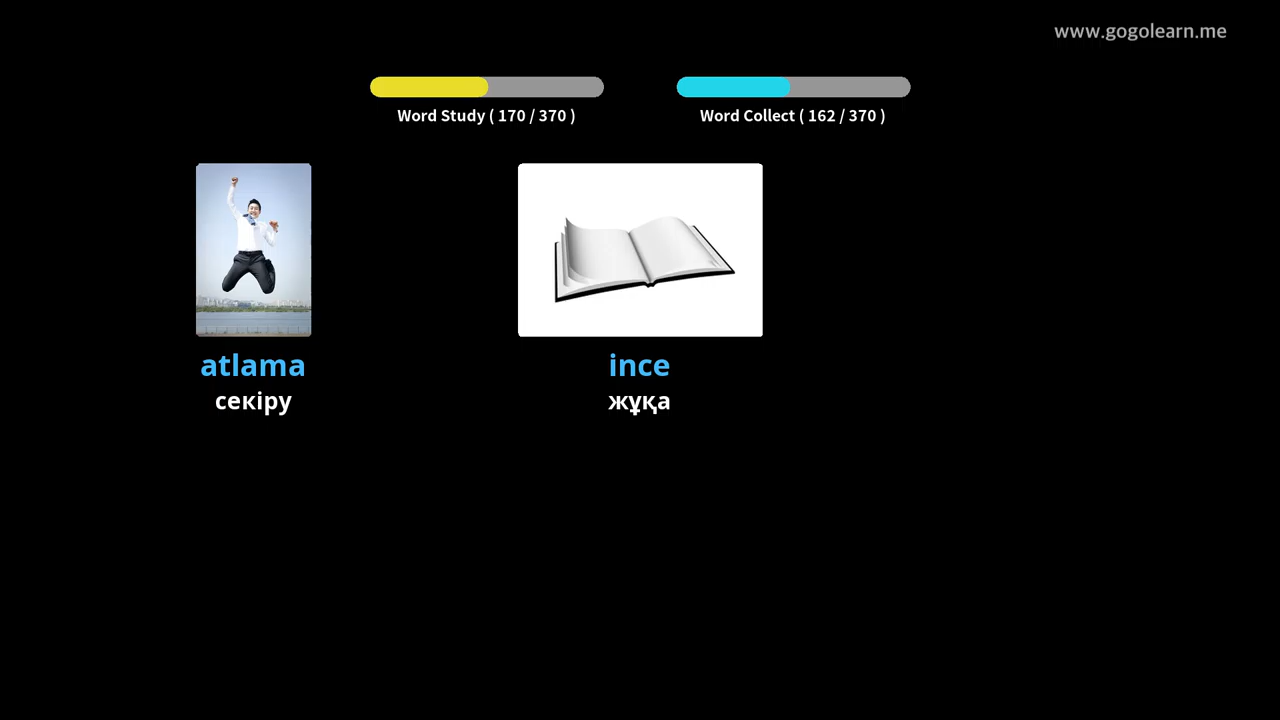 www.gogolearn.me
Word Study ( 170 / 370 )
Word Collect ( 162 / 370 )
atlama
секіру
ince
жұқа